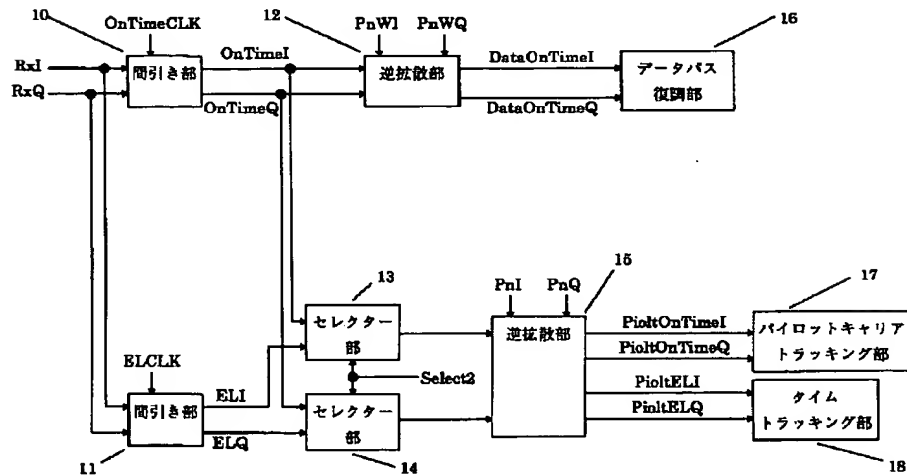 10
OnTimeCLK
12
PnWI
PnWQ
16
RxI
RxQ
間引き部
OnTimeI
OnTimeQ
逆拡散部
DataOnTimeI
DataOnTimeQ
データパス
復調部
13
セレクター
部
PnI
PnQ
15
17
逆拡散部
PioltOnTimeI
PioltOnTimeQ
パイロットキャリア
トラッキング部
Select2
ELCLK
間引き部
ELI
ELQ
セレクター
部
PioltELI
PioltELQ
タイム
トラッキング部
11
14
18